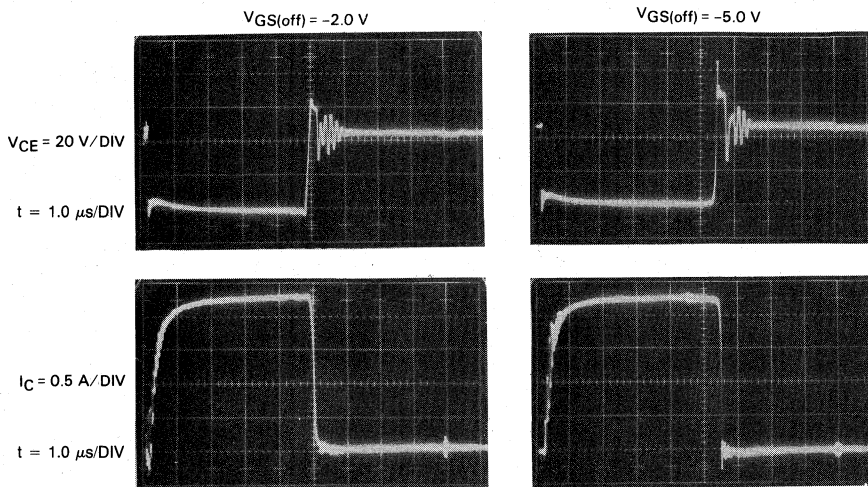 VGS(off) = -2.0 V
VGS(off) = -5.0 V
VCE = 20 V/DIV
t = 1.0 μs/DIV
IC = 0.5 A/DIV
t = 1.0 μs/DIV